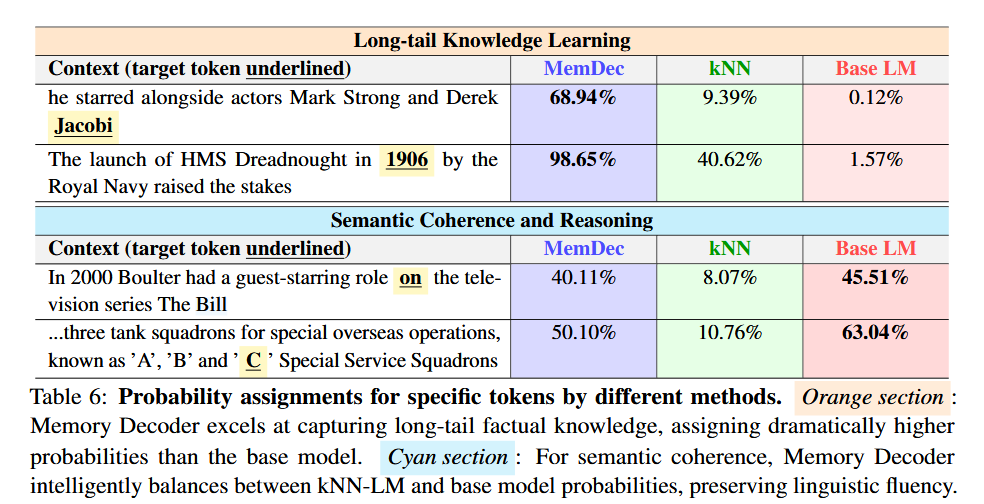 Long-tail Knowledge Learning
Context (target token underlined) MemDec kNN Base LM
he starred alongside actors Mark Strong and Derek 68.94% 9.39% 0.12%
Jacobi
The launch of HMS Dreadnought in 1906 by the 98.65% 40.62% 1.57%
Royal Navy raised the stakes
Semantic Coherence and Reasoning
Context (target token underlined) MemDec kNN Base LM
In 2000 Boulter had a guest-starring role on the tele- 40.11% 8.07% 45.51%
vision series The Bill
...three tank squadrons for special overseas operations, 50.10% 10.76% 63.04%
known as ’A’, ’B’ and ’ C ’ Special Service Squadrons
Table 6: Probability assignments for specific tokens by different methods. Orange section :
Memory Decoder excels at capturing long-tail factual knowledge, assigning dramatically higher
probabilities than the base model. Cyan section : For semantic coherence, Memory Decoder
intelligently balances between kNN-LM and base model probabilities, preserving linguistic fluency.